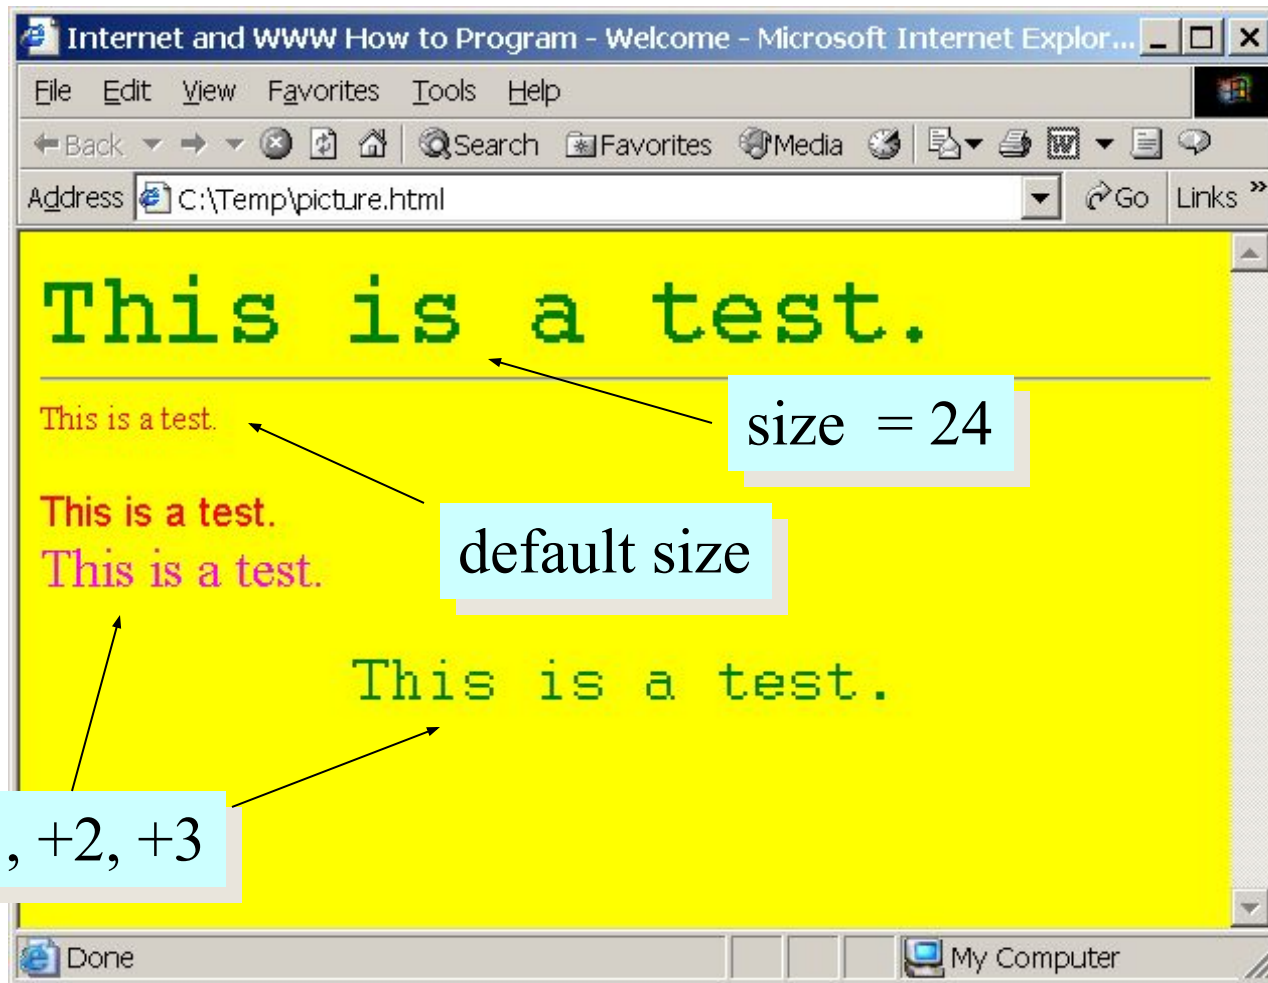 Internet and WWW How to Program - Welcome - Microsoft Internet Explor...
File Edit View Favorites Tools Help
Back Search Favorites Media
Address C:\Temp\picture.html Go Links »
This is a test.
size = 24
This is a test.
This is a test.
default size
This is a test.
This is a test.
, +2, +3
Done My Computer